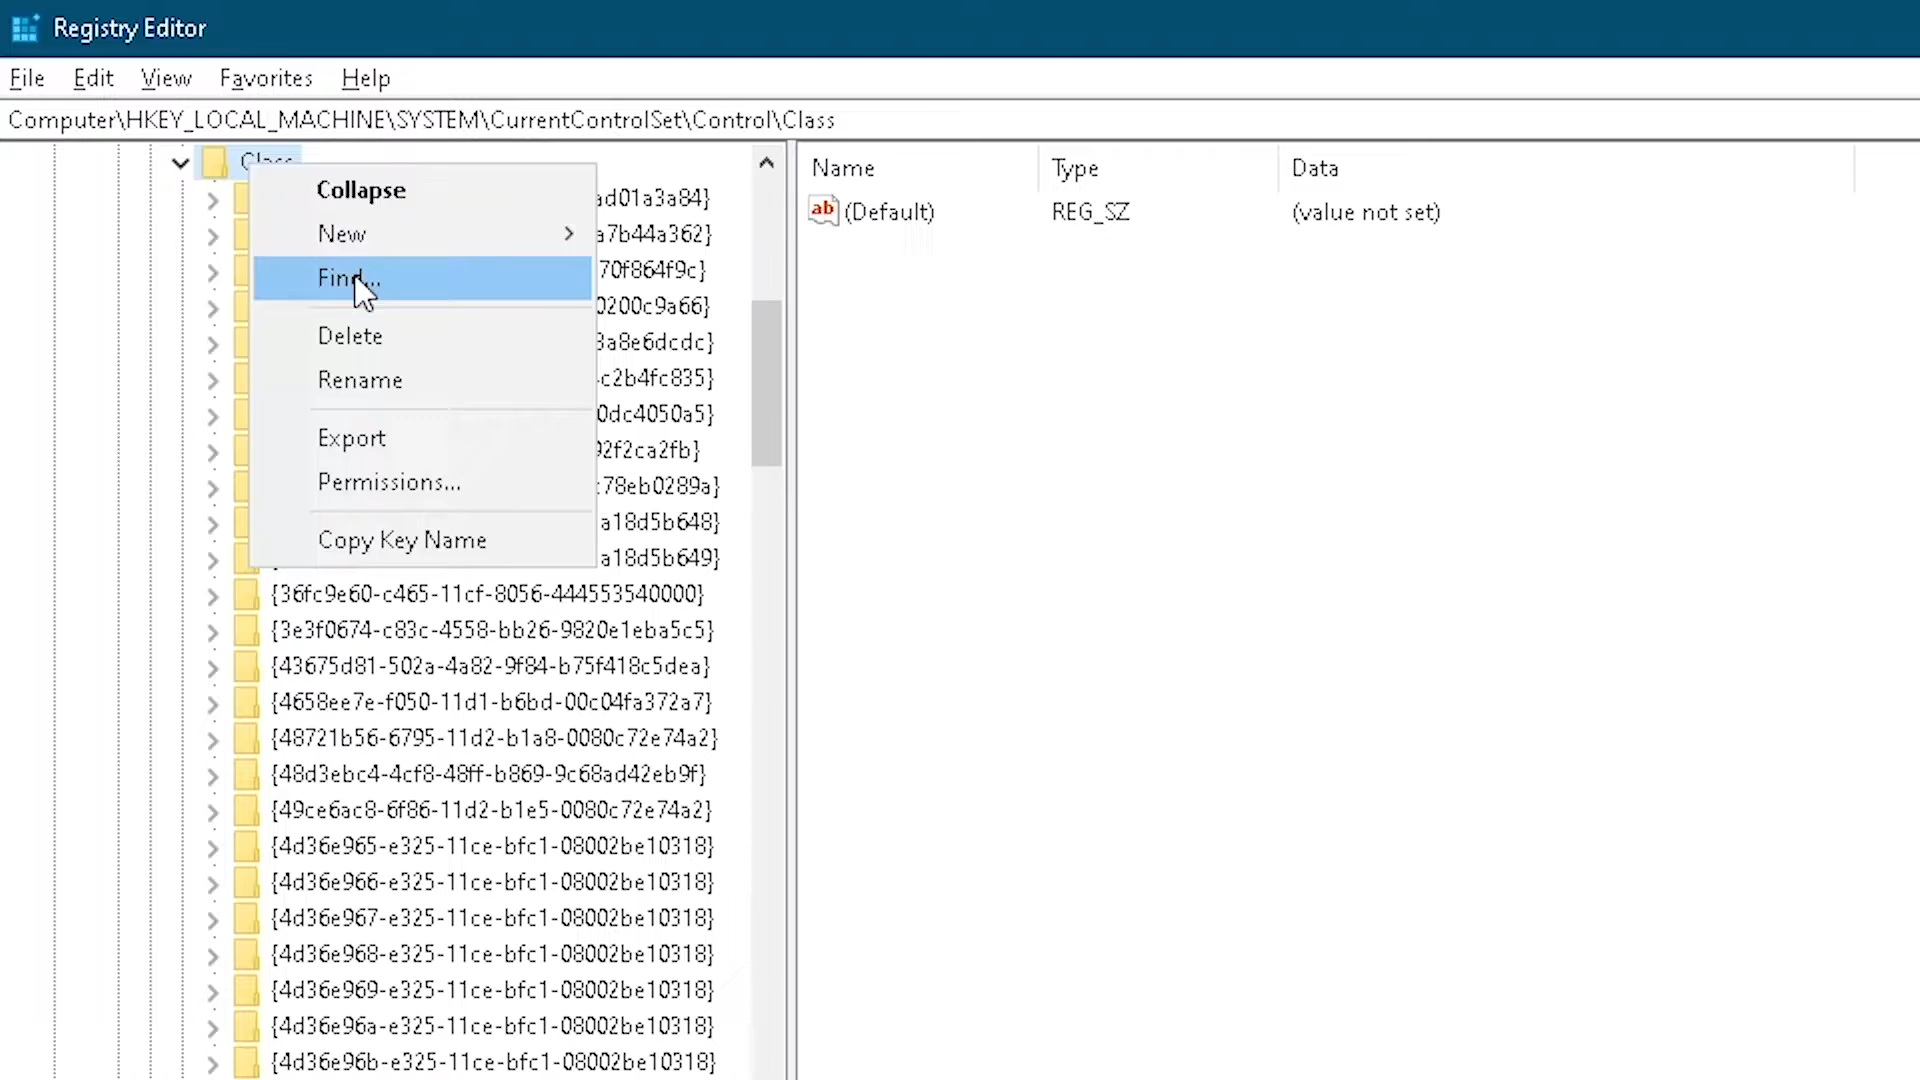 Registry Editor
File Edit View Favorites Help
Computer\HKEY_LOCAL_MACHINE\SYSTEM\CurrentControlSet\Control\Class
Class
Collapse
New
Find...
Delete
Rename
Export
Permissions...
Copy Key Name
ad01a3a84}
a7b44a362}
70f864f9c}
0200c9a66}
3a8e6dcdc}
c2b4fc835}
0dc4050a5}
92f2ca2fb}
78eb0289a}
a18d5b648}
a18d5b649}
{36fc9e60-c465-11cf-8056-444553540000}
{3e3f0674-c83c-4558-bb26-9820e1eba5c5}
{43675d81-502a-4a82-9f84-b75f418c5dea}
{4658ee7e-f050-11d1-b6bd-00c04fa372a7}
{48721b56-6795-11d2-b1a8-0080c72e74a2}
{48d3ebc4-4cf8-48ff-b869-9c68ad42eb9f}
{49ce6ac8-6f86-11d2-b1e5-0080c72e74a2}
{4d36e965-e325-11ce-bfc1-08002be10318}
{4d36e966-e325-11ce-bfc1-08002be10318}
{4d36e967-e325-11ce-bfc1-08002be10318}
{4d36e968-e325-11ce-bfc1-08002be10318}
{4d36e969-e325-11ce-bfc1-08002be10318}
{4d36e96a-e325-11ce-bfc1-08002be10318}
{4d36e96b-e325-11ce-bfc1-08002be10318}
Name Type Data
ab (Default) REG_SZ (value not set)